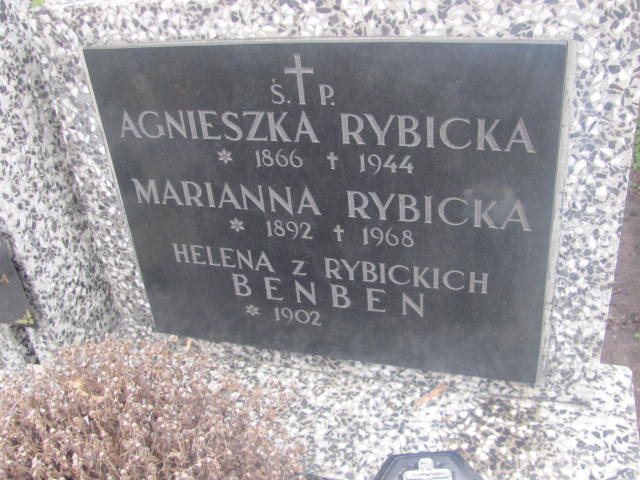 Ś. P.
AGNIESZKA RYBICKA
* 1866 † 1944
MARIANNA RYBICKA
* 1892 † 1968
HELENA Z RYBICKICH
BENBEN
* 1902